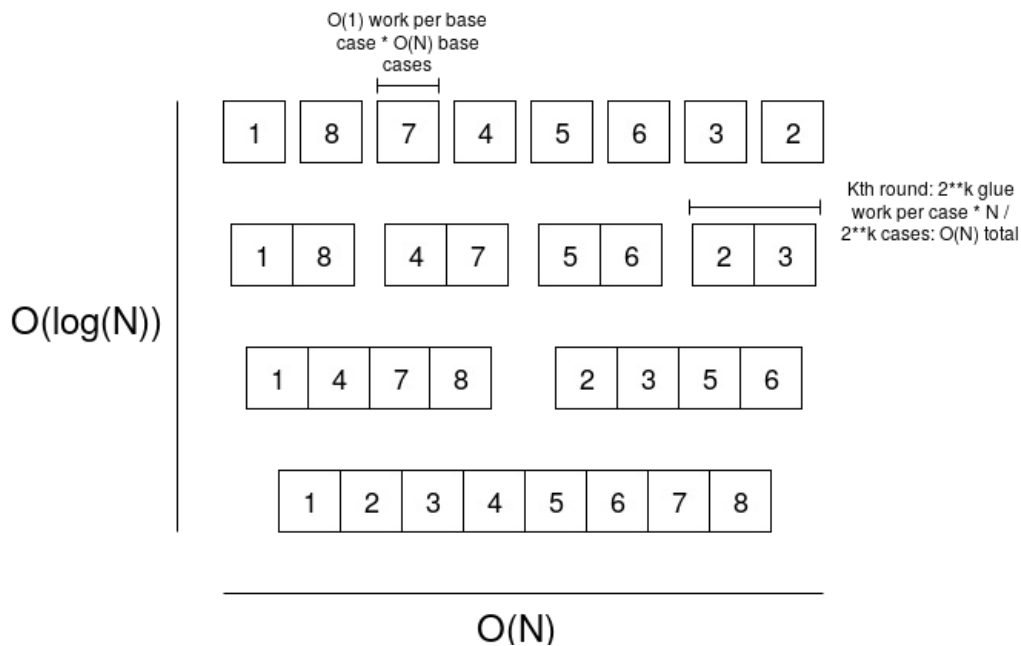 O(1) work per base
case * O(N) base
cases
1 8 7 4 5 6 3 2
Kth round: 2**k glue
work per case * N /
2**k cases: O(N) total
1 8 4 7 5 6 2 3
O(log(N))
1 4 7 8 2 3 5 6
1 2 3 4 5 6 7 8
O(N)